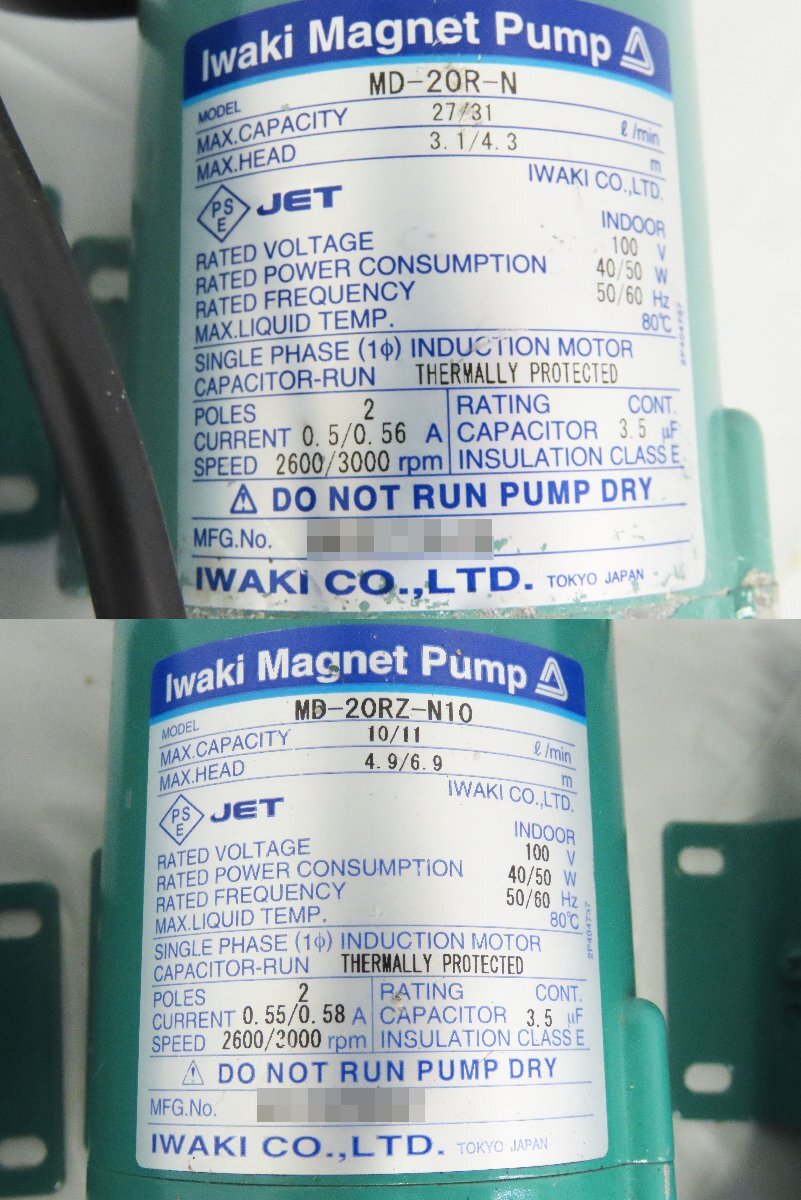 Iwaki Magnet Pump
MODEL MD-20R-N
MAX.CAPACITY 27/31 ℓ/min
MAX.HEAD 3.1/4.3 m
IWAKI CO.,LTD.
PS E JET
INDOOR
RATED VOLTAGE 100 V
RATED POWER CONSUMPTION 40/50 W
RATED FREQUENCY 50/60 Hz
MAX.LIQUID TEMP. 80℃
SINGLE PHASE (1ϕ) INDUCTION MOTOR
CAPACITOR-RUN THERMALLY PROTECTED
POLES 2 RATING CONT.
CURRENT 0.5/0.56 A CAPACITOR 3.5 µF
SPEED 2600/3000 rpm INSULATION CLASS E
DO NOT RUN PUMP DRY
MFG.No.
IWAKI CO.,LTD. TOKYO JAPAN
Iwaki Magnet Pump
MODEL MD-20RZ-N10
MAX.CAPACITY 10/11 ℓ/min
MAX.HEAD 4.9/6.9 m
IWAKI CO.,LTD.
PS E JET
INDOOR
RATED VOLTAGE 100 V
RATED POWER CONSUMPTION 40/50 W
RATED FREQUENCY 50/60 Hz
MAX.LIQUID TEMP. 80℃
SINGLE PHASE (1ϕ) INDUCTION MOTOR
CAPACITOR-RUN THERMALLY PROTECTED
POLES 2 RATING CONT.
CURRENT 0.55/0.58 A CAPACITOR 3.5 µF
SPEED 2600/3000 rpm INSULATION CLASS E
DO NOT RUN PUMP DRY
MFG.No.
IWAKI CO.,LTD. TOKYO JAPAN